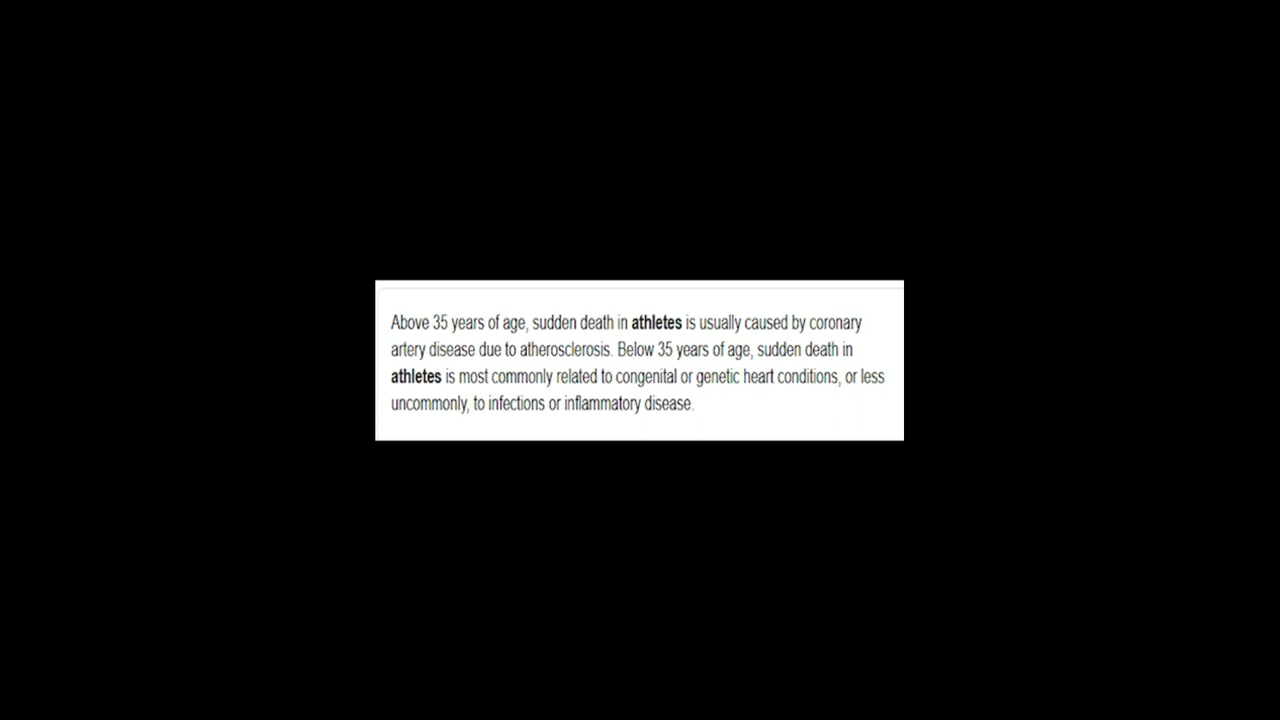 Above 35 years of age, sudden death in athletes is usually caused by coronary
artery disease due to atherosclerosis. Below 35 years of age, sudden death in
athletes is most commonly related to congenital or genetic heart conditions, or less
uncommonly, to infections or inflammatory disease.